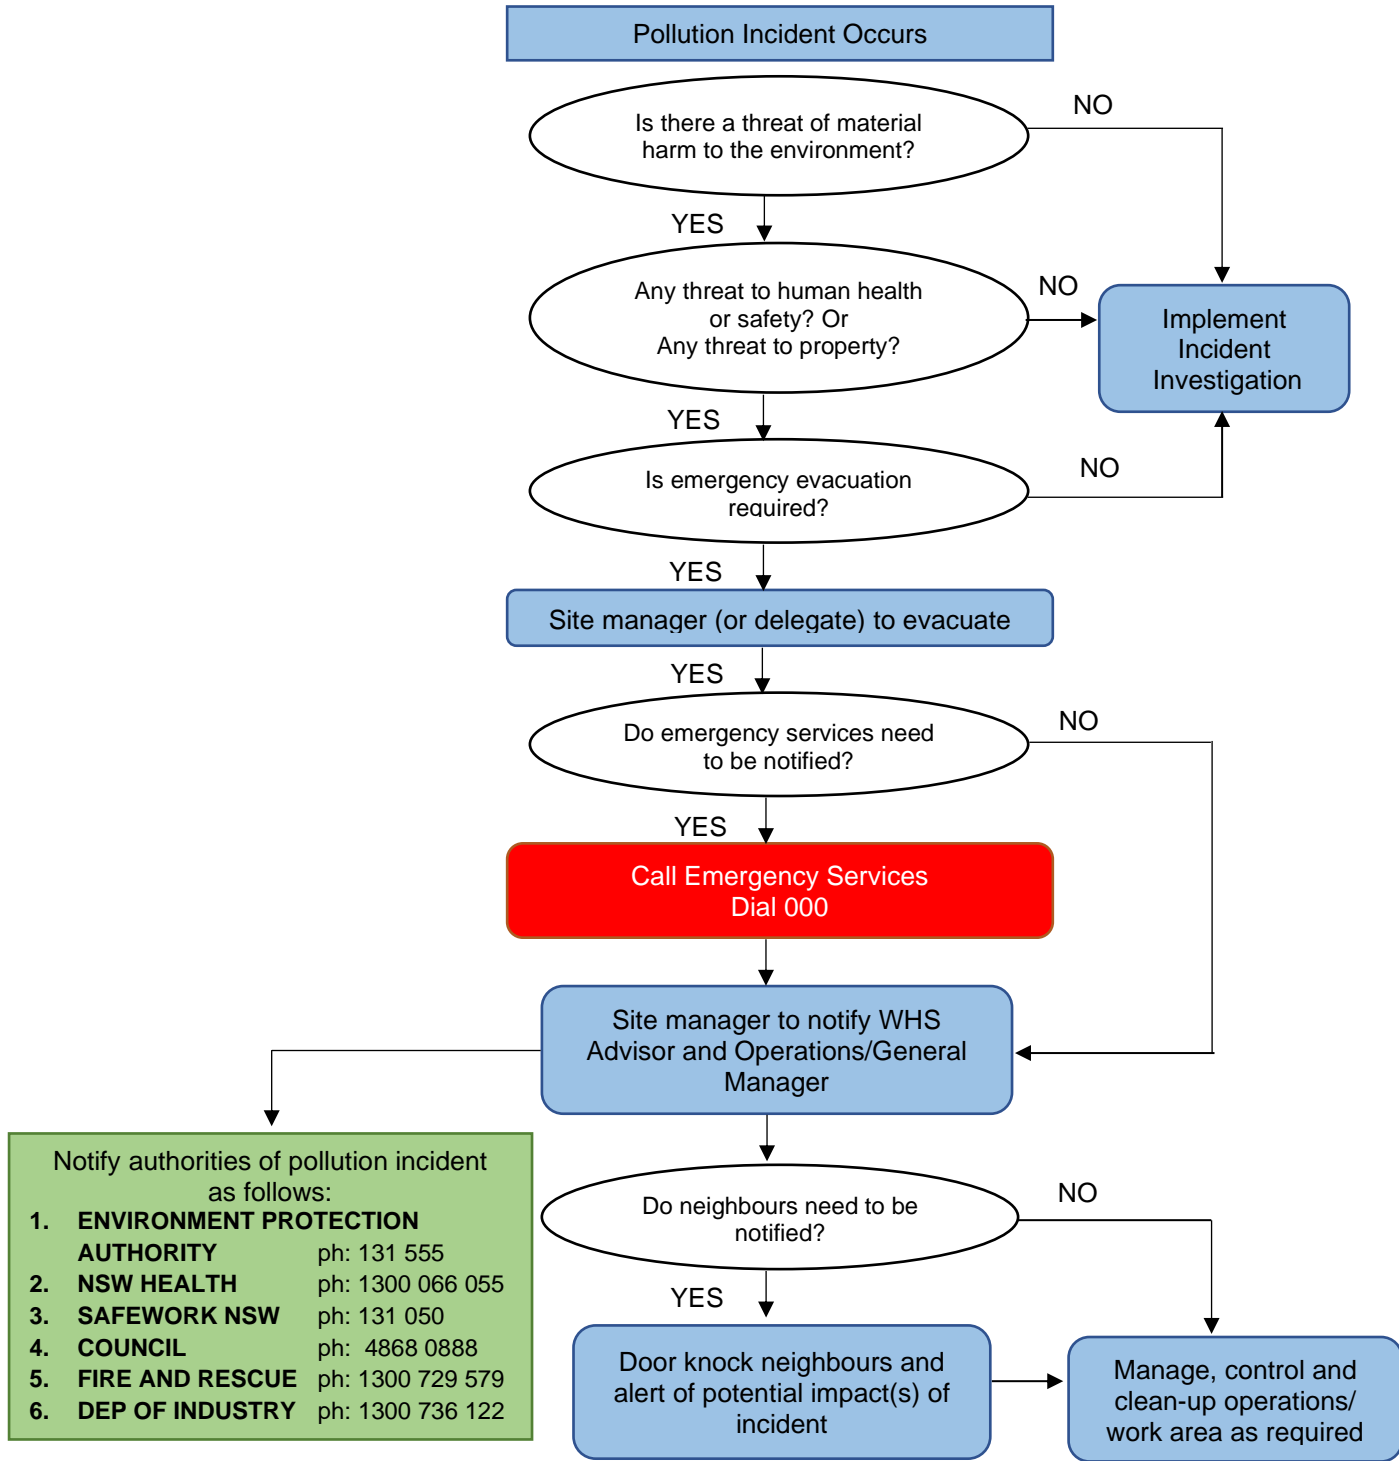 Pollution Incident Occurs
Is there a threat of material
harm to the environment?
NO
YES
Any threat to human health
or safety? Or
Any threat to property?
NO
Implement
Incident
Investigation
YES
Is emergency evacuation
required?
NO
YES
Site manager (or delegate) to evacuate
YES
Do emergency services need
to be notified?
NO
YES
Call Emergency Services
Dial 000
Site manager to notify WHS
Advisor and Operations/General
Manager
Notify authorities of pollution incident
as follows:
1. ENVIRONMENT PROTECTION
AUTHORITY ph: 131 555
2. NSW HEALTH ph: 1300 066 055
3. SAFEWORK NSW ph: 131 050
4. COUNCIL ph: 4868 0888
5. FIRE AND RESCUE ph: 1300 729 579
6. DEP OF INDUSTRY ph: 1300 736 122
Do neighbours need to be
notified?
NO
YES
Door knock neighbours and
alert of potential impact(s) of
incident
Manage, control and
clean-up operations/
work area as required